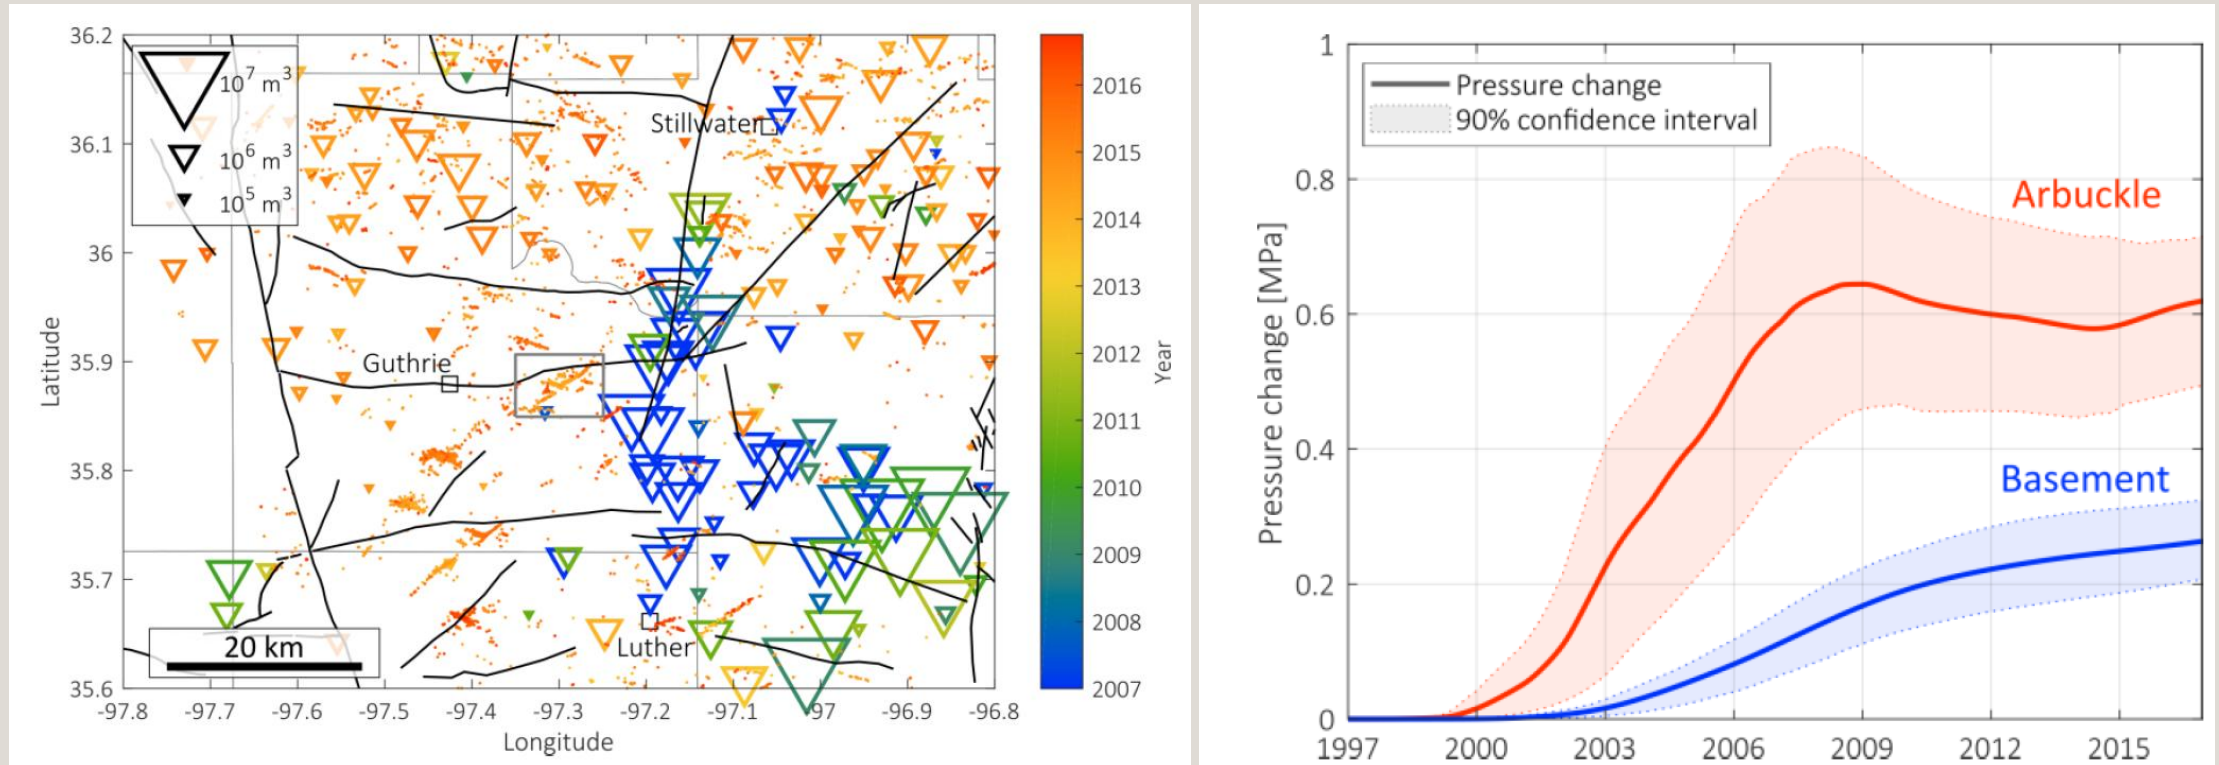 36.2
36.1
36
35.9
35.8
35.7
35.6
Latitude
10⁷ m³
10⁶ m³
10⁵ m³
Stillwater
Guthrie
Luther
20 km
-97.8 -97.7 -97.6 -97.5 -97.4 -97.3 -97.2 -97.1 -97 -96.9 -96.8
Longitude
2016
2015
2014
2013
2012
2011
2010
2009
2008
2007
Year
1
0.8
0.6
0.4
0.2
0
Pressure change [MPa]
Pressure change
90% confidence interval
Arbuckle
Basement
1997 2000 2003 2006 2009 2012 2015